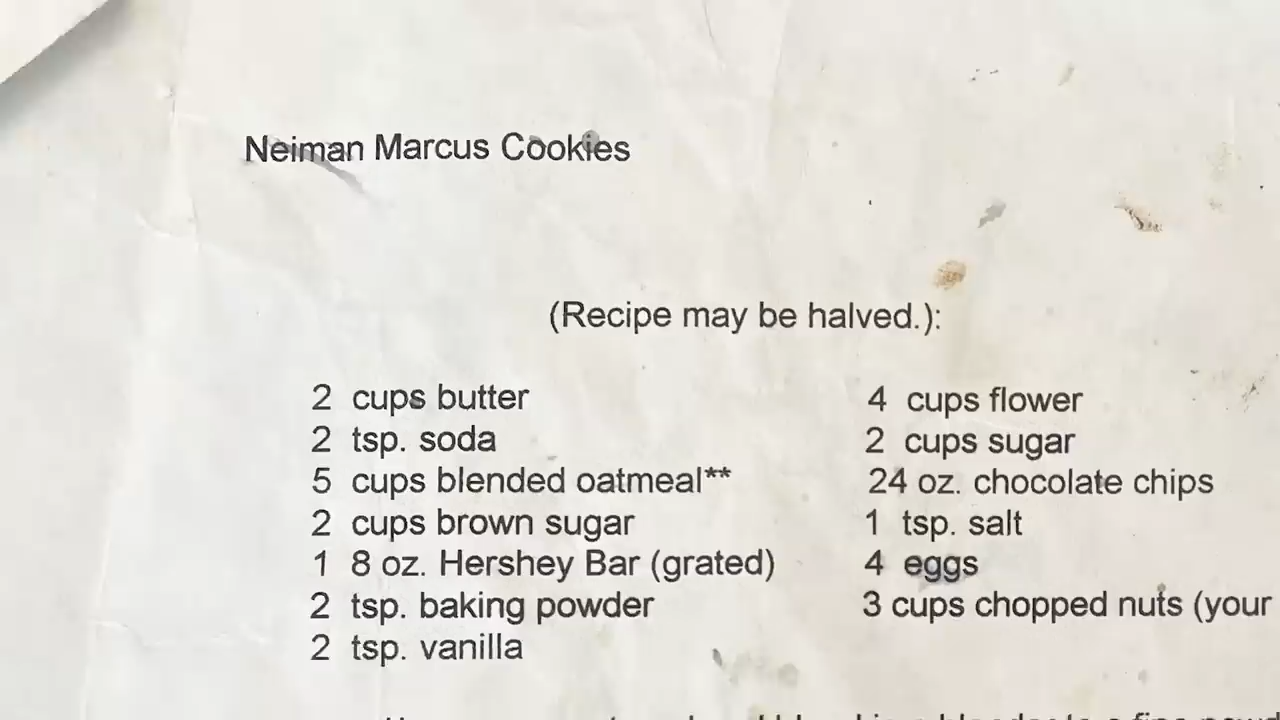 Neiman Marcus Cookies
(Recipe may be halved.):
2 cups butter
2 tsp. soda
5 cups blended oatmeal**
2 cups brown sugar
1 8 oz. Hershey Bar (grated)
2 tsp. baking powder
2 tsp. vanilla
4 cups flower
2 cups sugar
24 oz. chocolate chips
1 tsp. salt
4 eggs
3 cups chopped nuts (your